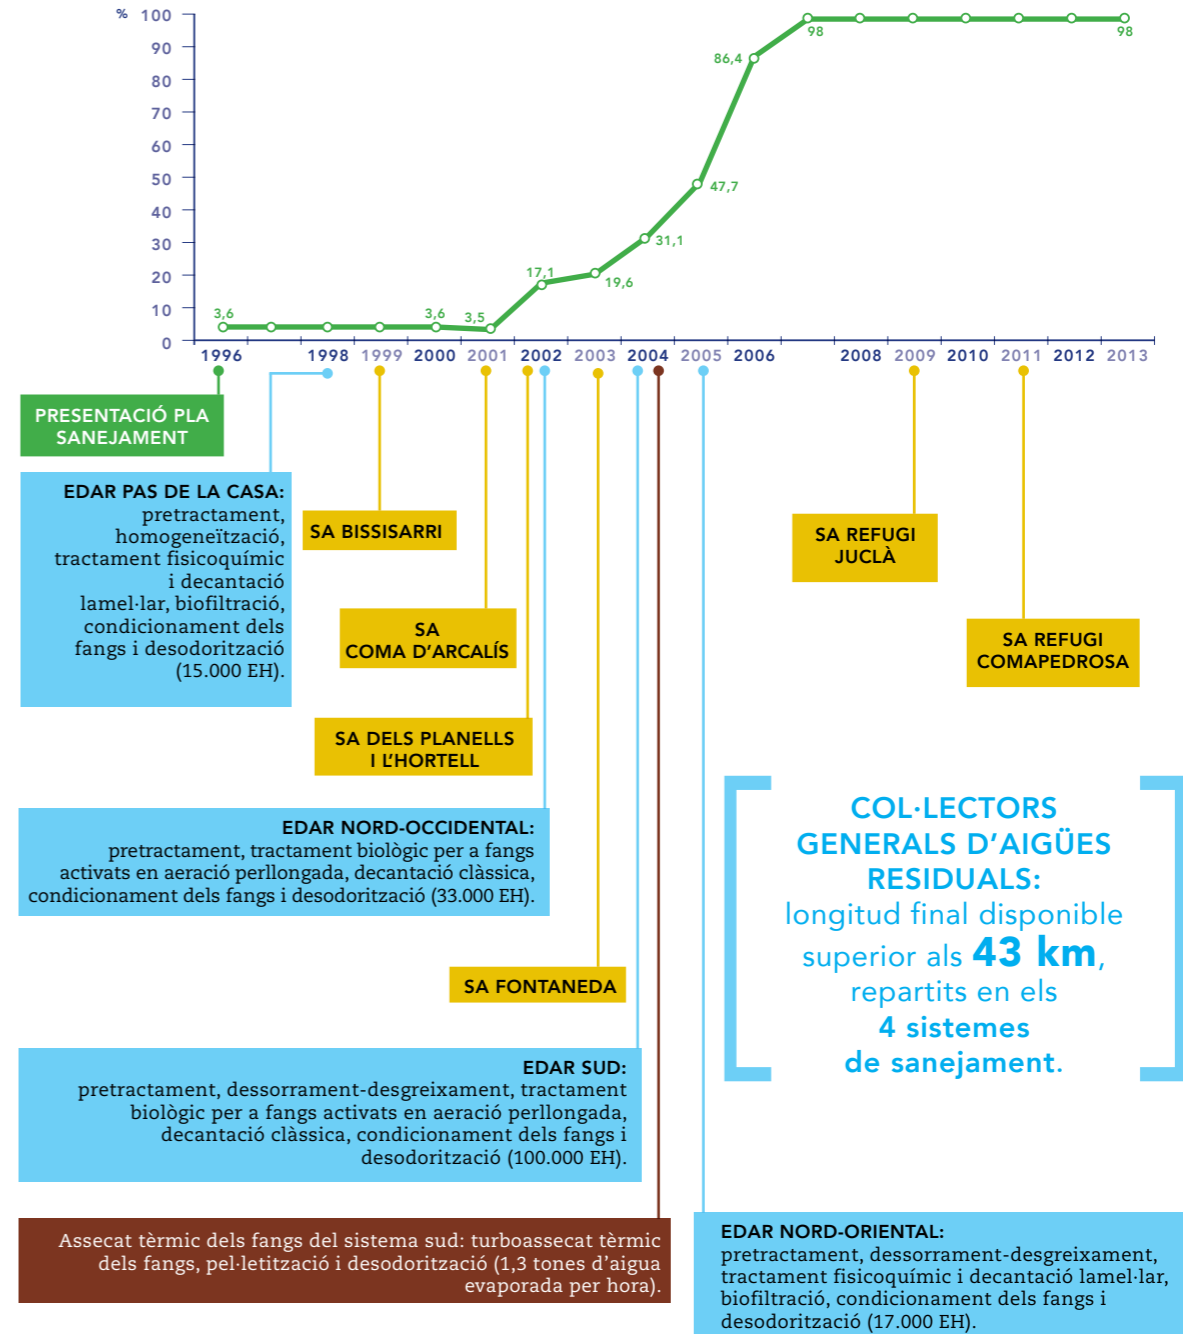 % 100
90
80
70
60
50
40
30
20
10
0
3,6
3,6
3,5
17,1
19,6
31,1
47,7
86,4
98
98
1996 1998 1999 2000 2001 2002 2003 2004 2005 2006 2008 2009 2010 2011 2012 2013
PRESENTACIÓ PLA
SANEJAMENT
EDAR PAS DE LA CASA:
pretractament,
homogeneïtzació,
tractament fisicoquímic
i decantació
lamel·lar, biofiltració,
condicionament dels
fangs i desodorització
(15.000 EH).
SA BISSISARRI
SA
COMA D'ARCALÍS
SA DELS PLANELLS
I L'HORTELL
SA REFUGI
JUCLÀ
SA REFUGI
COMAPEDROSA
EDAR NORD-OCCIDENTAL:
pretractament, tractament biològic per a fangs
activats en aeració perllongada, decantació clàssica,
condicionament dels fangs i desodorització (33.000 EH).
SA FONTANEDA
COL·LECTORS
GENERALS D'AIGÜES
RESIDUALS:
longitud final disponible
superior als 43 km,
repartits en els
4 sistemes
de sanejament.
EDAR SUD:
pretractament, dessorrament-desgreixament, tractament
biològic per a fangs activats en aeració perllongada,
decantació clàssica, condicionament dels fangs i
desodorització (100.000 EH).
Assecat tèrmic dels fangs del sistema sud: turboassecat tèrmic
dels fangs, pel·letització i desodorització (1,3 tones d'aigua
evaporada per hora).
EDAR NORD-ORIENTAL:
pretractament, dessorrament-desgreixament,
tractament fisicoquímic i decantació lamel·lar,
biofiltració, condicionament dels fangs i
desodorització (17.000 EH).